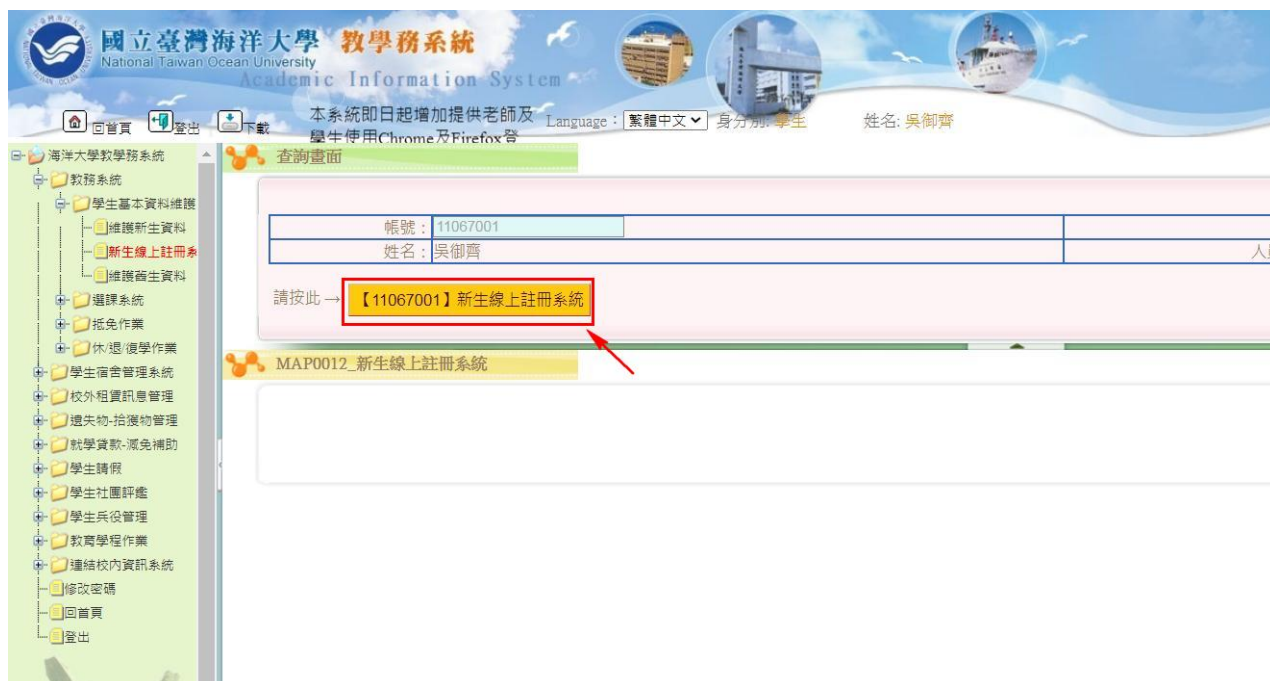 國立臺灣海洋大學 教學務系統
National Taiwan Ocean University
Academic Information System
回首頁 登出 下載
本系統即日起增加提供老師及
學生使用Chrome及Firefox登
Language：繁體中文 身分別: 學生 姓名: 吳御齊
海洋大學教學務系統
教務系統
學生基本資料維護
維護新生資料
新生線上註冊系
維護舊生資料
選課系統
抵免作業
休/退/復學作業
學生宿舍管理系統
校外租賃訊息管理
遺失物-拾獲物管理
就學貸款-減免補助
學生請假
學生社團評鑑
學生兵役管理
教育學程作業
連結校內資訊系統
修改密碼
回首頁
登出
查詢畫面
帳號：11067001
姓名：吳御齊
人
請按此→【11067001】新生線上註冊系統
MAP0012_新生線上註冊系統